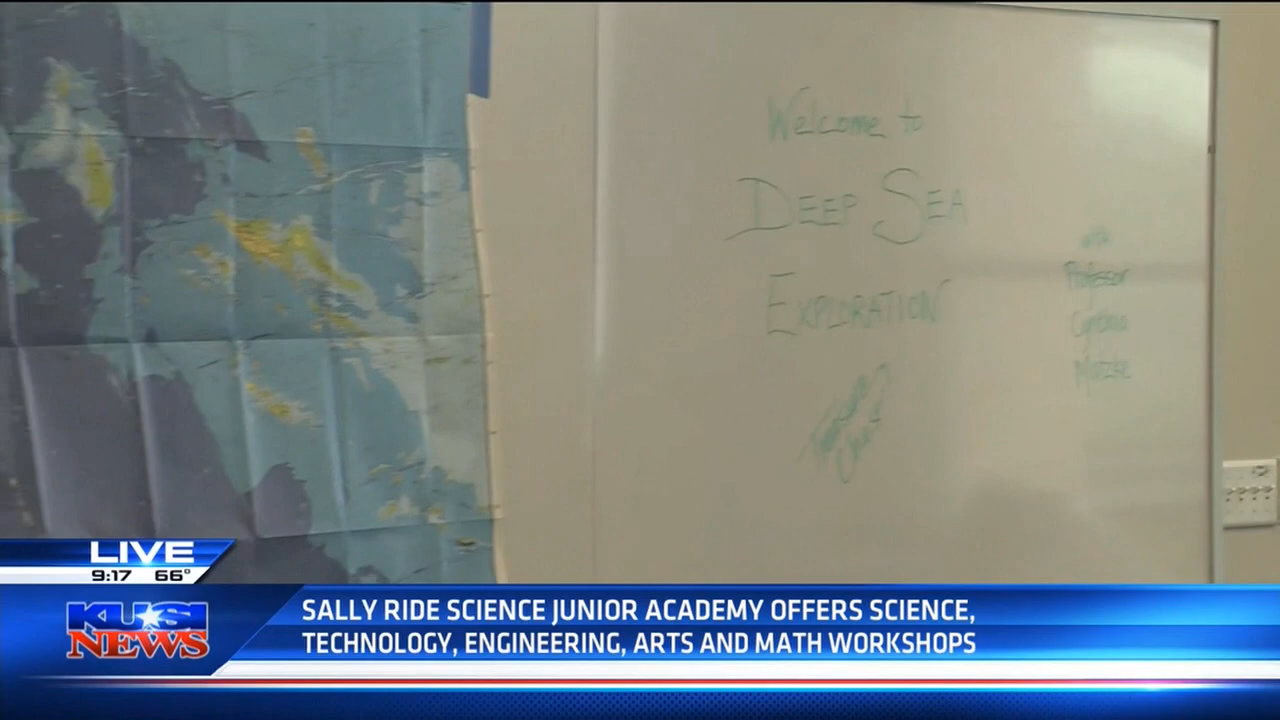 Welcome to
DEEP SEA
EXPLORATION
with
Professor
LIVE
9:17 66°
KUSI
NEWS
SALLY RIDE SCIENCE JUNIOR ACADEMY OFFERS SCIENCE,
TECHNOLOGY, ENGINEERING, ARTS AND MATH WORKSHOPS